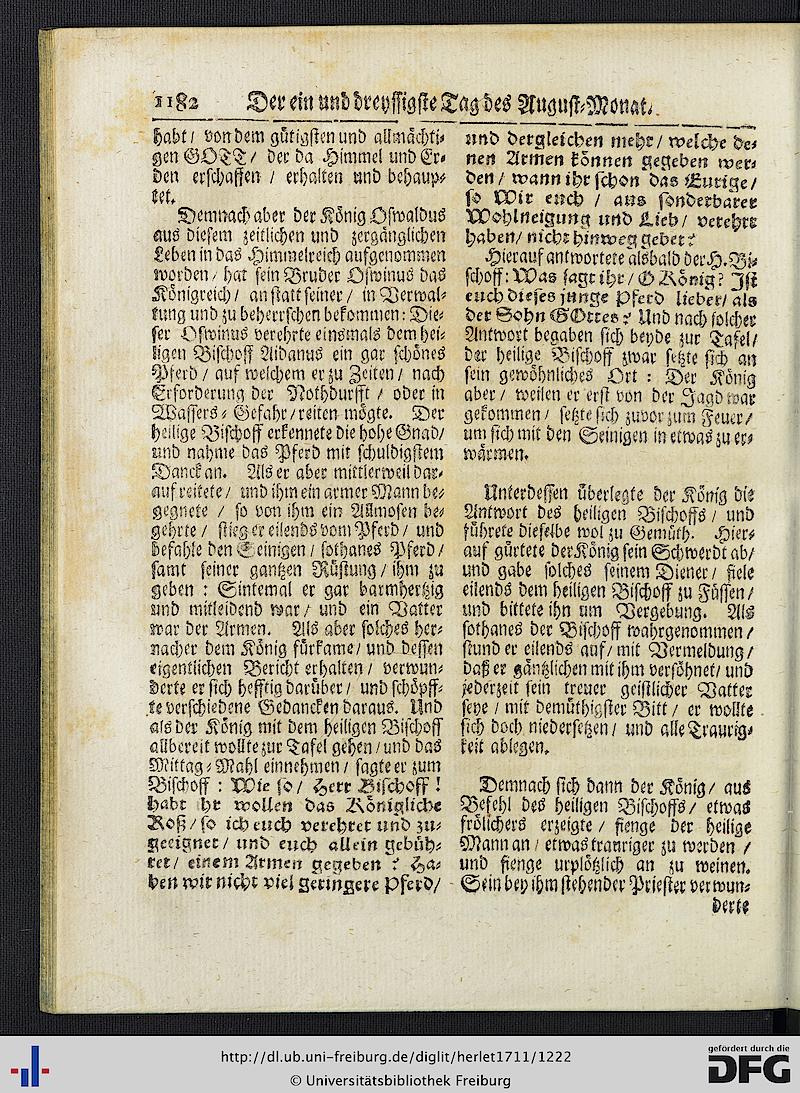 1182 Der ein und dreyssigste Tag des August-Monat.
habt / von dem gütigsten und allmächti-
gen GOTT / der da Himmel und Er-
den erschaffen / erhalten und behaup-
tet.
Demnach aber der König Oswaldus
aus diesem zeitlichen und zergänglichen
Leben in das Himmelreich aufgenommen
worden / hat sein Bruder Oswinus das
Königreich / an statt seiner / in Verwal-
tung und zu beherrschen bekommen: Die-
ser Oswinus verehrte einsmals dem hei-
ligen Bischoff Aidanus ein gar schönes
Pferd / auf welchem er zu Zeiten / nach
Erforderung der Nothdurfft / oder in
Wassers-Gefahr / reiten mögte. Der
heilige Bischoff erkennete die hohe Gnad /
und nahme das Pferd mit schuldigstem
Danck an. Als er aber mittlerweil dar-
auf reitete / und ihm ein armer Mann be-
gegnete / so von ihm ein Allmosen be-
gehrte / stieg er eilends vom Pferd / und
befahle den Seinigen / sothanes Pferd /
samt seiner gantzen Rüstung / ihm zu
geben : Sintemal er gar barmhertzig
und mitleidend war / und ein Vatter
war der Armen. Als aber solches her-
nacher dem König fürkame / und dessen
eigentlichen Bericht erhalten / verwun-
derte er sich hefftig darüber / und schöpff-
te verschiedene Gedancken daraus. Und
als der König mit dem heiligen Bischoff
allbereit wollte zur Tafel gehen / und das
Mittag-Mahl einnehmen / sagte er zum
Bischoff : Wie so / Herr Bischoff !
habt ihr wollen das Königliche
Roß / so ich euch verehret und zu-
geeignet / und euch allein gebüh-
ret / einem Armen gegeben ? Ha-
ben wir nicht viel geringere Pferd /
und dergleichen mehr / welche de-
nen Armen können gegeben wer-
den / wann ihr schon das Eurige /
so Wir euch / aus sonderbarer
Wohlneigung und Lieb / verehrt
haben / nicht hinweg gebet ?
Hierauf antwortete alsbald der H. Bi-
schoff: Was sagt ihr / O König? Ist
euch dieses junge Pferd lieber / als
der Sohn GOttes? Und nach solcher
Antwort begaben sich beyde zur Tafel /
der heilige Bischoff zwar setzte sich an
sein gewöhnliches Ort : Der König
aber / weilen er erst von der Jagd war
gekommen / setzte sich zuvor zum Feuer /
um sich mit den Seinigen in etwas zu er-
wärmen.
Unterdessen überlegte der König die
Antwort des heiligen Bischoffs / und
führete dieselbe wol zu Gemüth. Hier-
auf gürtete der König sein Schwerdt ab /
und gabe solches seinem Diener / fiele
eilends dem heiligen Bischoff zu Füssen /
und bittete ihn um Vergebung. Als
sothanes der Bischoff wahrgenommen /
stund er eilends auf / mit Vermeldung /
daß er gäntzlichen mit ihm versöhnet / und
jederzeit sein treuer geistlicher Vatter
seye / mit demüthigster Bitt / er wollte
sich doch niedersetzen / und alle Traurig-
keit ablegen.
Demnach sich dann der König / aus
Befehl des heiligen Bischoffs / etwas
frölichers erzeigte / fienge der heilige
Mann an / etwas trauriger zu werden /
und fienge urplötzlich an zu weinen.
Sein bey ihm stehender Priester verwun-
derte
http://dl.ub.uni-freiburg.de/diglit/herlet1711/1222
© Universitätsbibliothek Freiburg
gefördert durch die
DFG